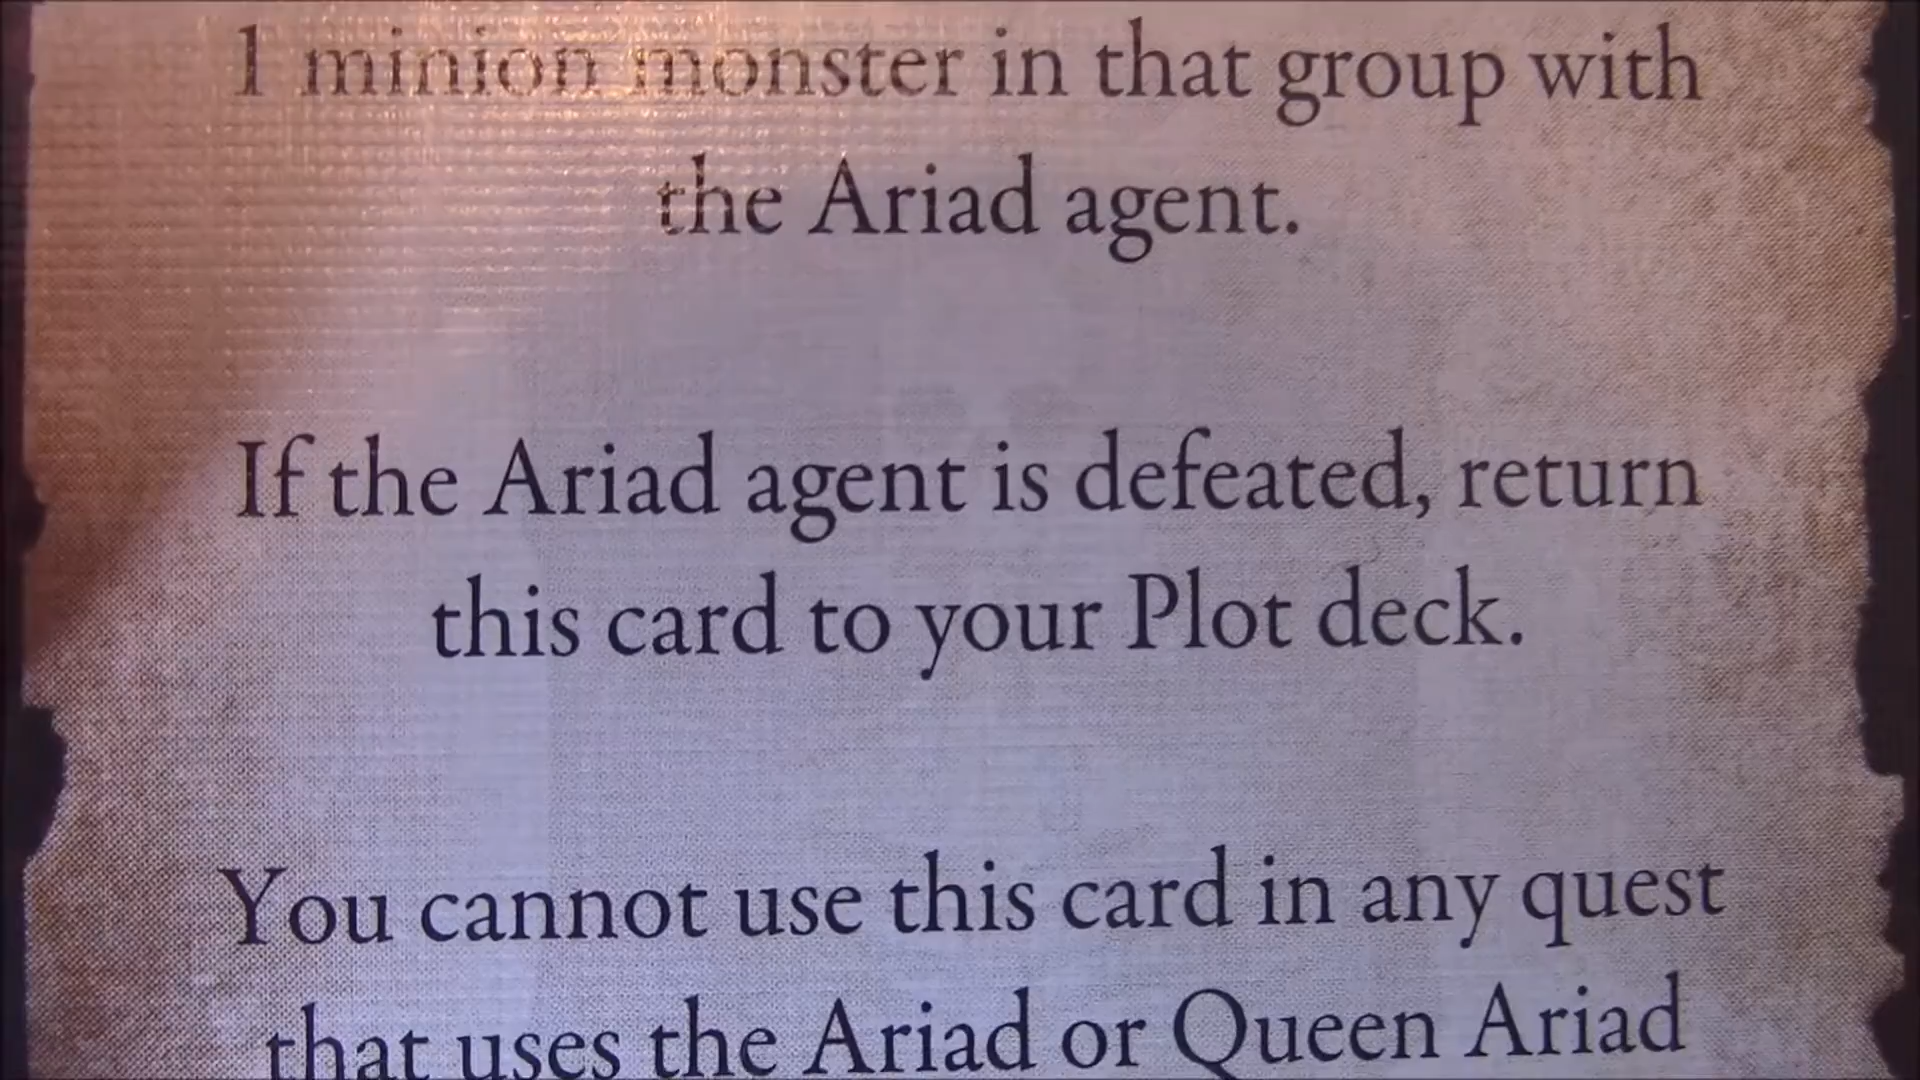 1 minion monster in that group with
the Ariad agent.
If the Ariad agent is defeated, return
this card to your Plot deck.
You cannot use this card in any quest
that uses the Ariad or Queen Ariad